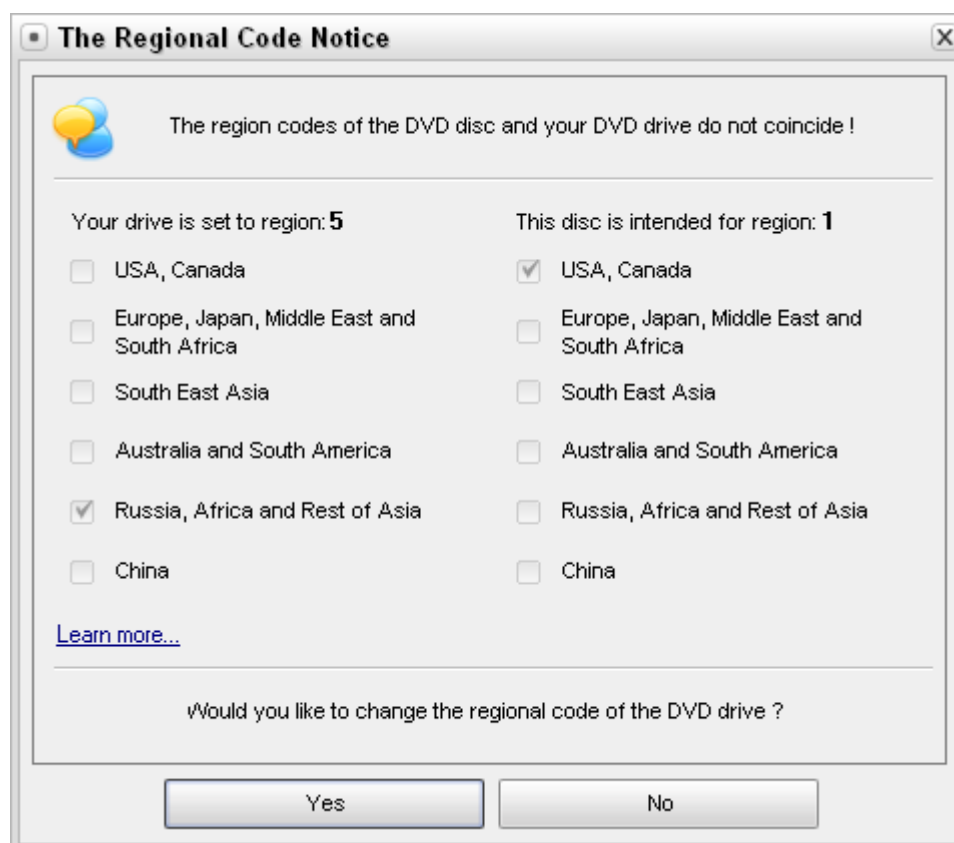 The Regional Code Notice
The region codes of the DVD disc and your DVD drive do not coincide !
Your drive is set to region: 5
USA, Canada
Europe, Japan, Middle East and
South Africa
South East Asia
Australia and South America
Russia, Africa and Rest of Asia
China
This disc is intended for region: 1
USA, Canada
Europe, Japan, Middle East and
South Africa
South East Asia
Australia and South America
Russia, Africa and Rest of Asia
China
Learn more...
Would you like to change the regional code of the DVD drive ?
Yes
No